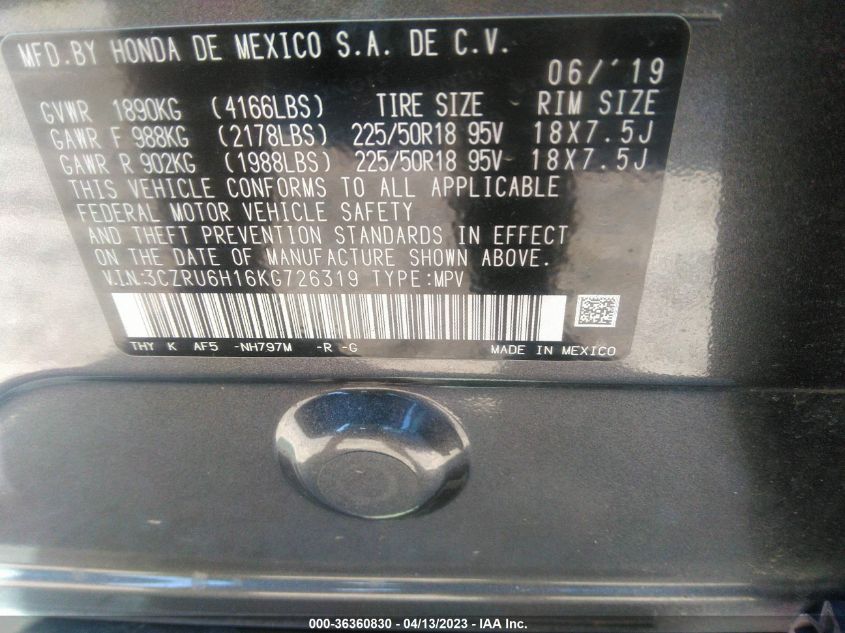 MFD.BY HONDA DE MEXICO S.A. DE C.V.
06/'19
GVWR 1890KG (4166LBS) TIRE SIZE RIM SIZE
GAWR F 988KG (2178LBS) 225/50R18 95V 18X7.5J
GAWR R 902KG (1988LBS) 225/50R18 95V 18X7.5J
THIS VEHICLE CONFORMS TO ALL APPLICABLE
FEDERAL MOTOR VEHICLE SAFETY
AND THEFT PREVENTION STANDARDS IN EFFECT
ON THE DATE OF MANUFACTURE SHOWN ABOVE.
V.I.N:3CZRU6H16KG726319 TYPE:MPV
THY K AF5 -NH797M -R -G MADE IN MEXICO
000-36360830 - 04/13/2023 - IAA Inc.